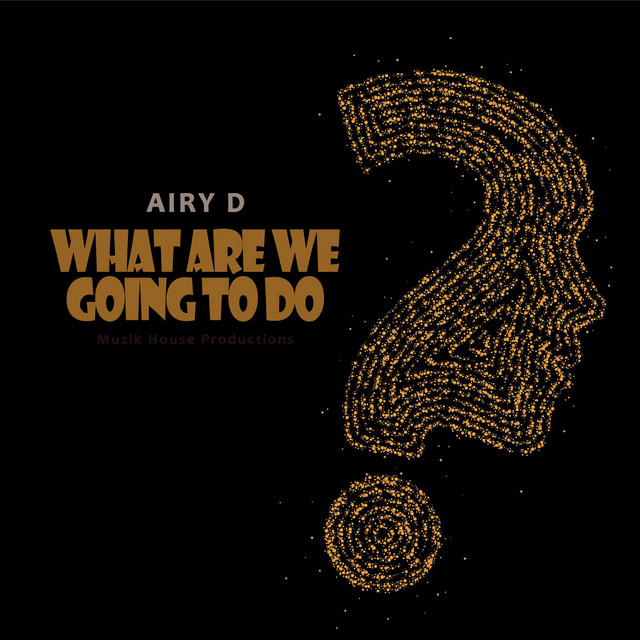 AIRY D
WHAT ARE WE
GOING TO DO
Muzik House Productions